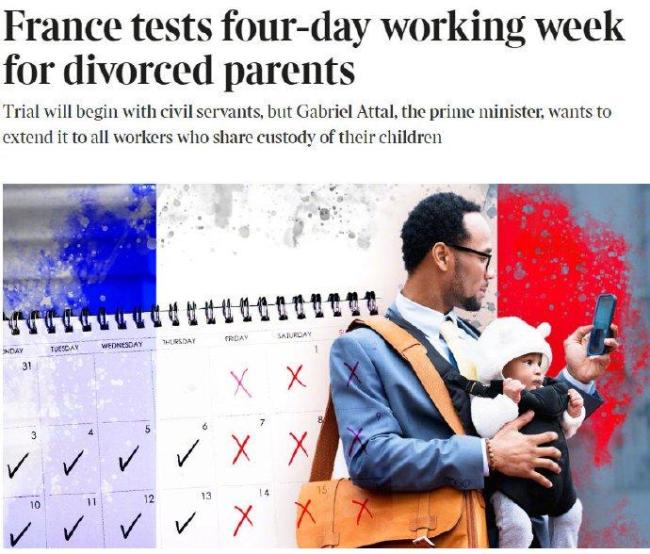 France tests four-day working week
for divorced parents
Trial will begin with civil servants, but Gabriel Attal, the prime minister, wants to
extend it to all workers who share custody of their children
TUESDAY WEDNESDAY THURSDAY FRIDAY SATURDAY
31 1
3 4 5 6 7 8
10 11 12 13 14 15